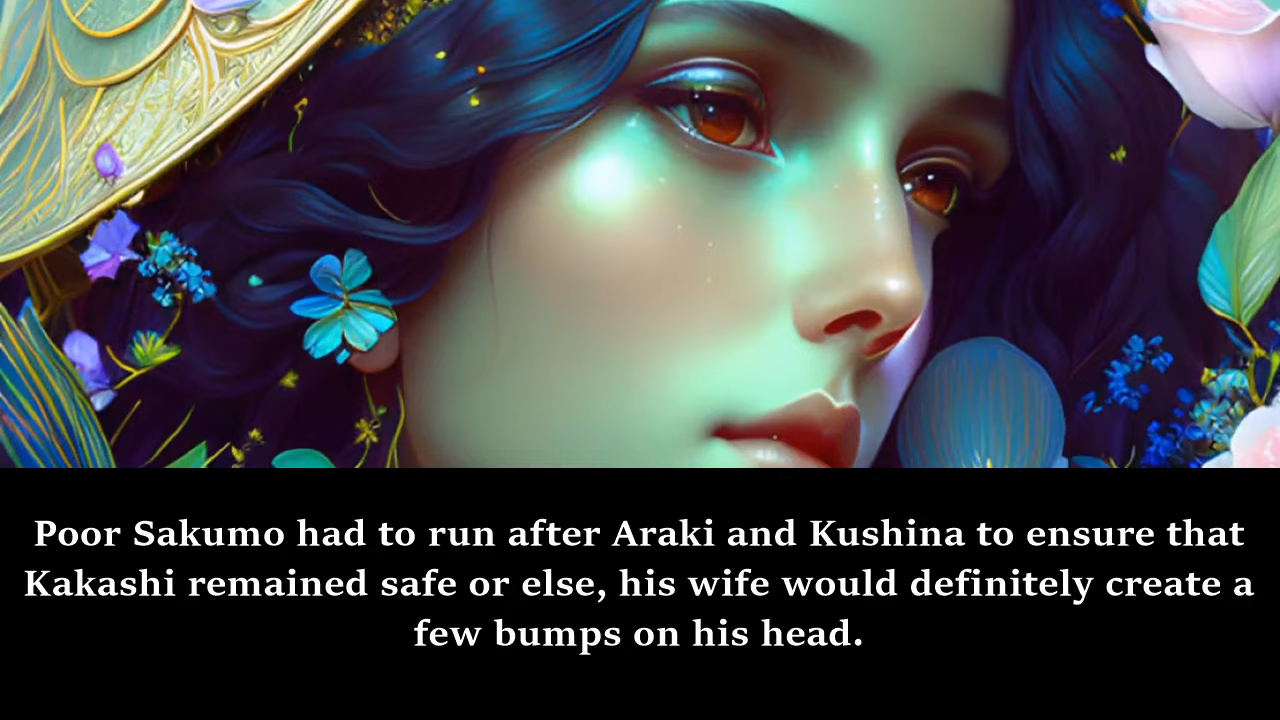 Poor Sakumo had to run after Araki and Kushina to ensure that
Kakashi remained safe or else, his wife would definitely create a
few bumps on his head.